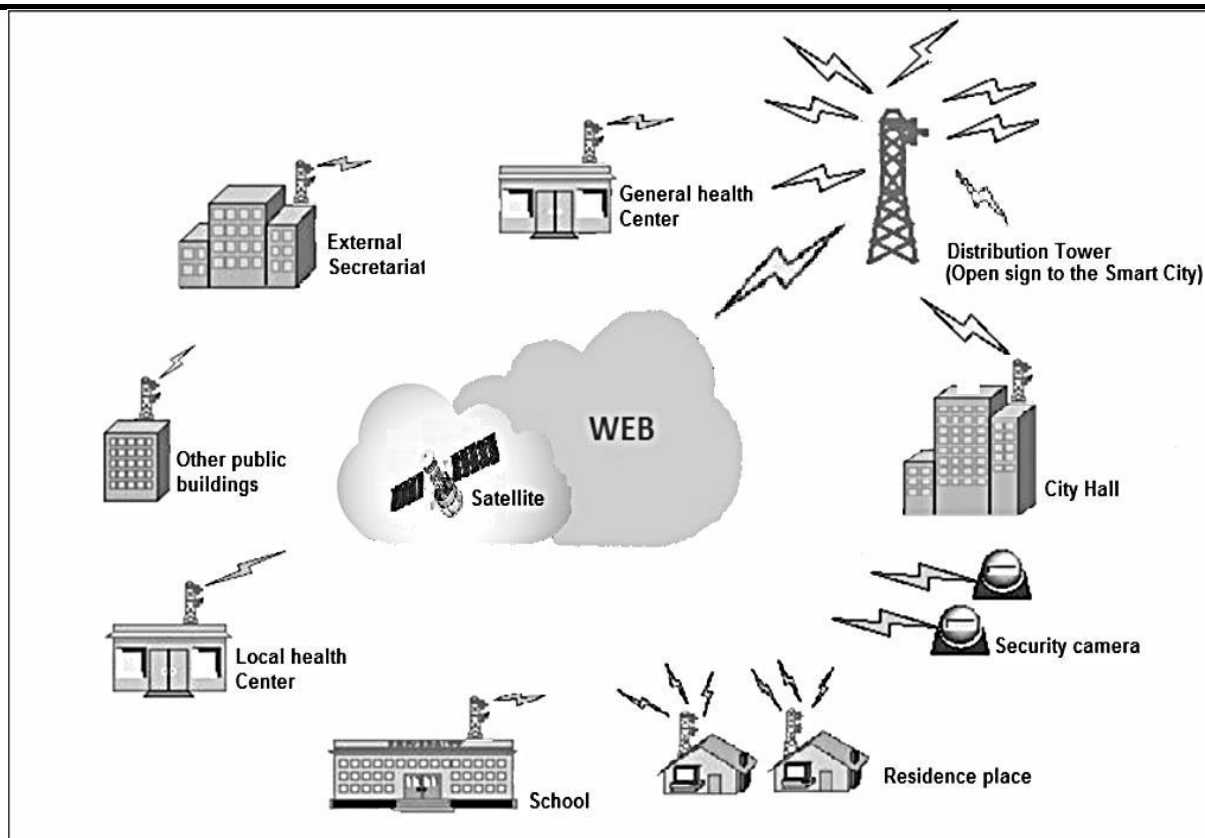 General health
Center
External
Secretariat
Distribution Tower
(Open sign to the Smart City)
WEB
Satellite
Other public
buildings
City Hall
Local health
Center
Security camera
UNIVERSITY
School
Residence place